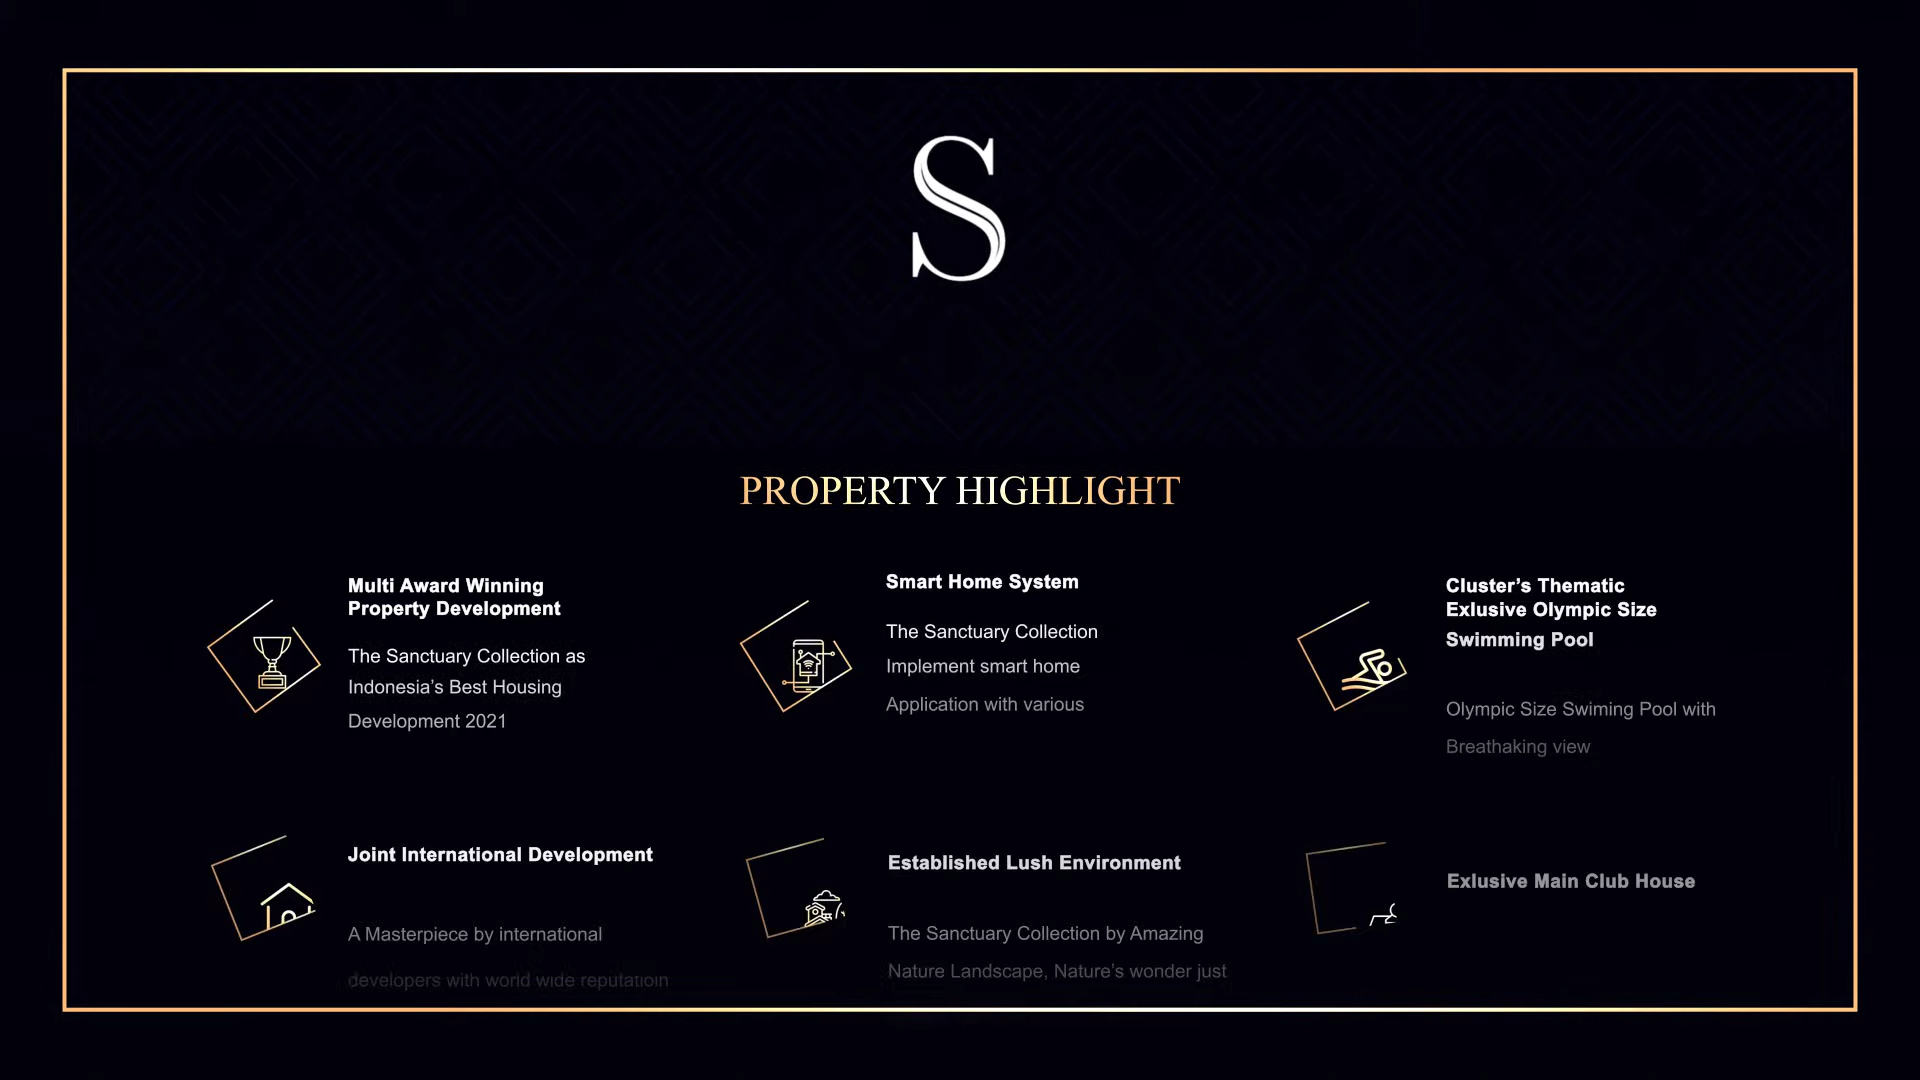 S
PROPERTY HIGHLIGHT
Multi Award Winning
Property Development
The Sanctuary Collection as
Indonesia’s Best Housing
Development 2021
Smart Home System
The Sanctuary Collection
Implement smart home
Application with various
Cluster’s Thematic
Exlusive Olympic Size
Swimming Pool
Olympic Size Swiming Pool with
Breathaking view
Joint International Development
A Masterpiece by international
developers with world wide reputatioin
Established Lush Environment
The Sanctuary Collection by Amazing
Nature Landscape, Nature’s wonder just
Exlusive Main Club House